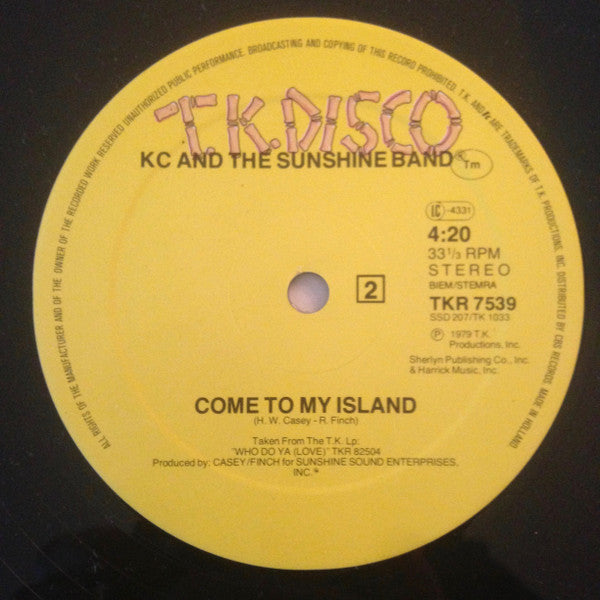 ALL RIGHTS OF THE MANUFACTURER AND OF THE OWNER OF THE RECORDED WORK RESERVED UNAUTHORIZED PUBLIC PERFORMANCE. BROADCASTING AND COPYING OF THIS RECORD PROHIBITED. T.K. AND ARE TRADEMARKS OF T.K. PRODUCTIONS, INC. DISTRIBUTED BY CBS RECORDS. MADE IN HOLLAND
T.K. DISCO
KC AND THE SUNSHINE BAND
Tm
LC-4331
4:20
33 1/3 RPM
STEREO
BIEM/STEMRA
2
TKR 7539
SSD 207/TK 1033
℗ 1979 T.K.
Productions, Inc.
Sherlyn Publishing Co., Inc.
& Harrick Music, Inc.
COME TO MY ISLAND
(H. W. Casey - R. Finch)
Taken From The T.K. Lp:
"WHO DO YA (LOVE)" TKR 82504
Produced by: CASEY/FINCH for SUNSHINE SOUND ENTERPRISES,
INC.®